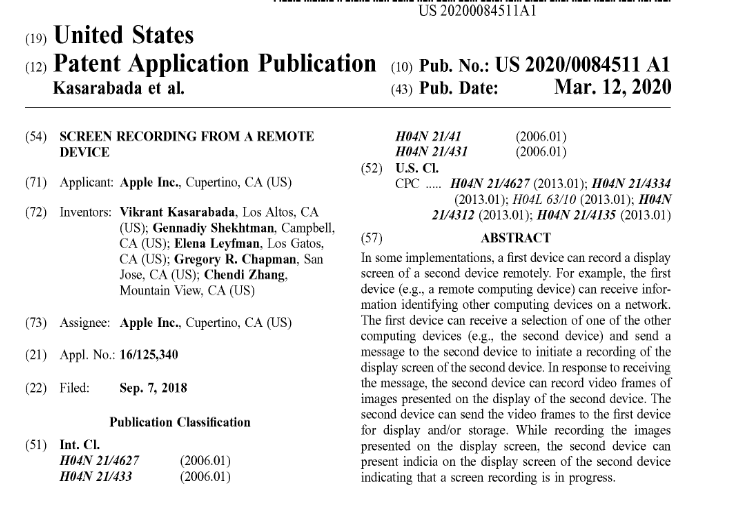 US 20200084511A1
(19) United States
(12) Patent Application Publication
Kasarabada et al.
(10) Pub. No.: US 2020/0084511 A1
(43) Pub. Date: Mar. 12, 2020
(54) SCREEN RECORDING FROM A REMOTE
DEVICE
(71) Applicant: Apple Inc., Cupertino, CA (US)
(72) Inventors: Vikrant Kasarabada, Los Altos, CA
(US); Gennadiy Shekhtman, Campbell,
CA (US); Elena Leyfman, Los Gatos,
CA (US); Gregory R. Chapman, San
Jose, CA (US); Chendi Zhang,
Mountain View, CA (US)
(73) Assignee: Apple Inc., Cupertino, CA (US)
(21) Appl. No.: 16/125,340
(22) Filed: Sep. 7, 2018
Publication Classification
(51) Int. Cl.
H04N 21/4627 (2006.01)
H04N 21/433 (2006.01)
H04N 21/41 (2006.01)
H04N 21/431 (2006.01)
(52) U.S. Cl.
CPC ..... H04N 21/4627 (2013.01); H04N 21/4334
(2013.01); H04L 63/10 (2013.01); H04N
21/4312 (2013.01); H04N 21/4135 (2013.01)
(57) ABSTRACT
In some implementations, a first device can record a display
screen of a second device remotely. For example, the first
device (e.g., a remote computing device) can receive infor-
mation identifying other computing devices on a network.
The first device can receive a selection of one of the other
computing devices (e.g., the second device) and send a
message to the second device to initiate a recording of the
display screen of the second device. In response to receiving
the message, the second device can record video frames of
images presented on the display of the second device. The
second device can send the video frames to the first device
for display and/or storage. While recording the images
presented on the display screen, the second device can
present indicia on the display screen of the second device
indicating that a screen recording is in progress.